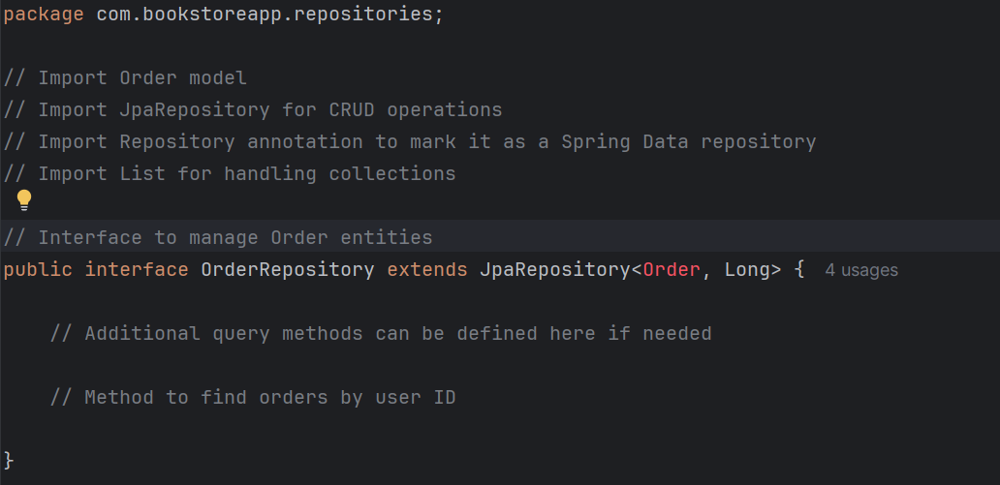 package com.bookstoreapp.repositories;
// Import Order model
// Import JpaRepository for CRUD operations
// Import Repository annotation to mark it as a Spring Data repository
// Import List for handling collections
// Interface to manage Order entities
public interface OrderRepository extends JpaRepository<Order, Long> { 4 usages
// Additional query methods can be defined here if needed
// Method to find orders by user ID
}